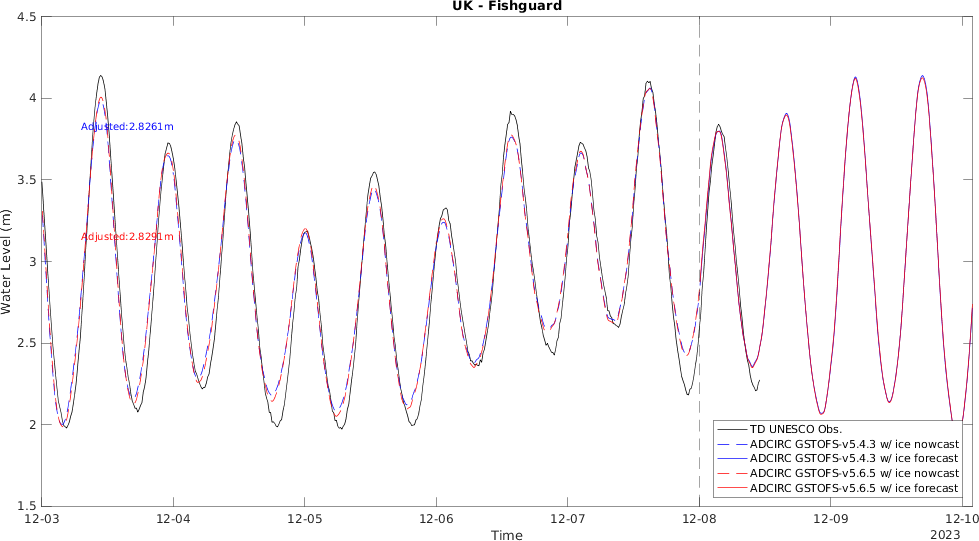 UK - Fishguard
4.5
4
3.5
3
2.5
2
1.5
Water Level (m)
Adjusted:2.8261m
Adjusted:2.8291m
TD UNESCO Obs.
ADCIRC GSTOFS-v5.4.3 w/ ice nowcast
ADCIRC GSTOFS-v5.4.3 w/ ice forecast
ADCIRC GSTOFS-v5.6.5 w/ ice nowcast
ADCIRC GSTOFS-v5.6.5 w/ ice forecast
12-03 12-04 12-05 12-06 12-07 12-08 12-09 12-10
Time
2023